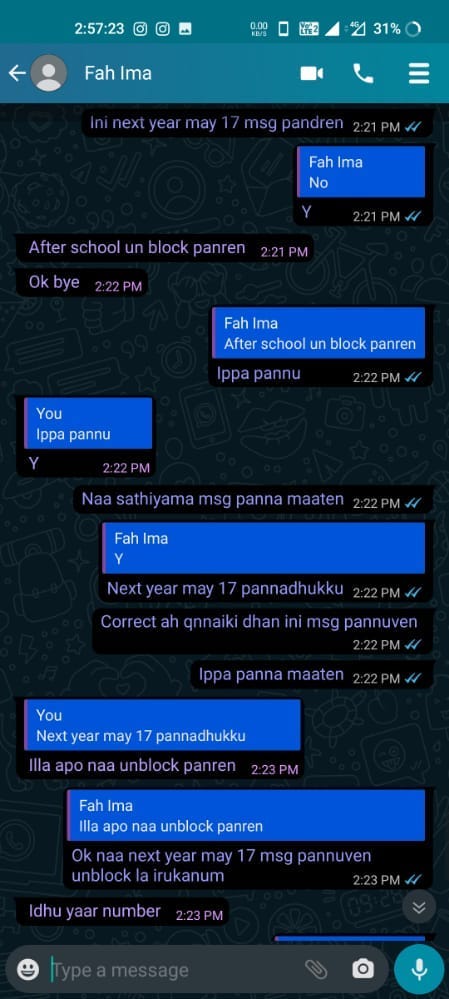 2:57:23
0.00 KB/S
VoI LTE 2
4G
31%
Fah Ima
Ini next year may 17 msg pandren 2:21 PM
Fah Ima
No
Y 2:21 PM
After school un block panren 2:21 PM
Ok bye 2:22 PM
Fah Ima
After school un block panren
Ippa pannu 2:22 PM
You
Ippa pannu
Y 2:22 PM
Naa sathiyama msg panna maaten 2:22 PM
Fah Ima
Y
Next year may 17 pannadhukku 2:22 PM
Correct ah qnnaiki dhan ini msg pannuven
2:22 PM
Ippa panna maaten 2:22 PM
You
Next year may 17 pannadhukku
Illa apo naa unblock panren 2:23 PM
Fah Ima
Illa apo naa unblock panren
Ok naa next year may 17 msg pannuven
unblock la irukanum 2:23 PM
Idhu yaar number 2:23 PM
Type a message